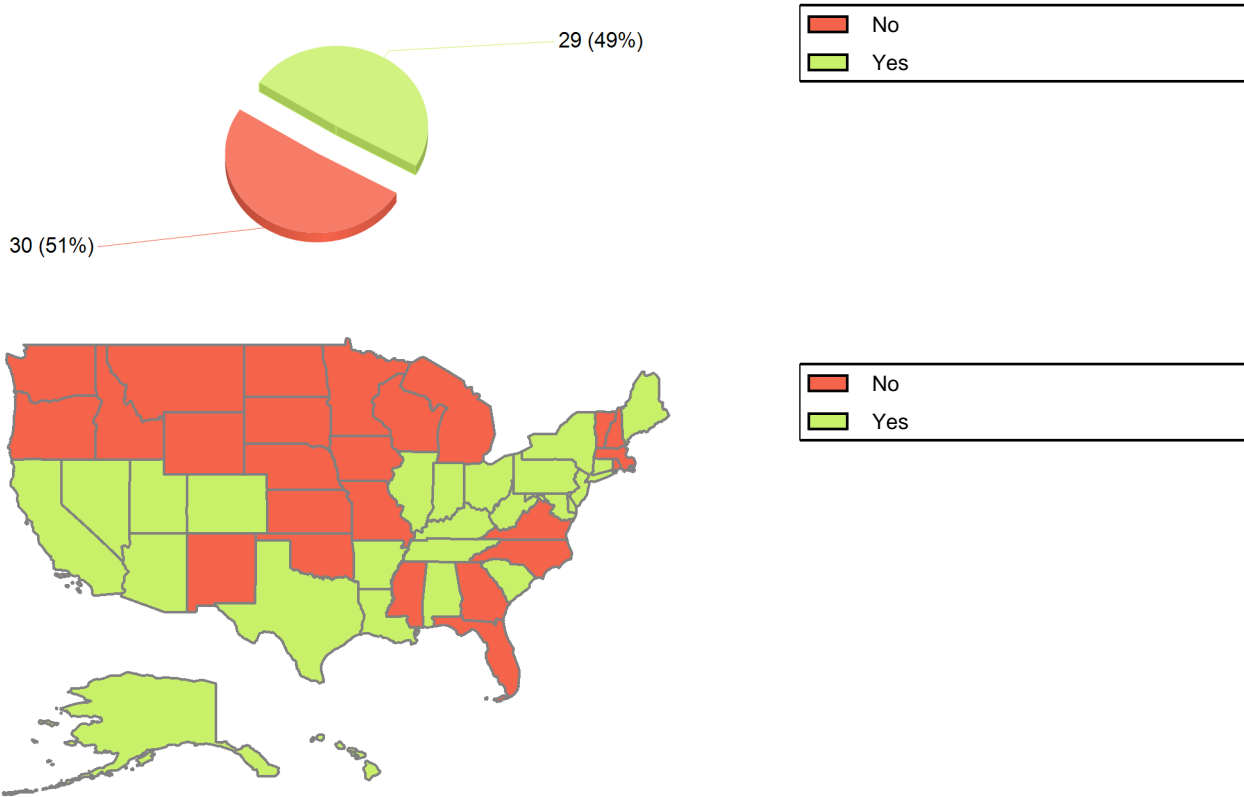 29 (49%)
No
Yes
30 (51%)
No
Yes